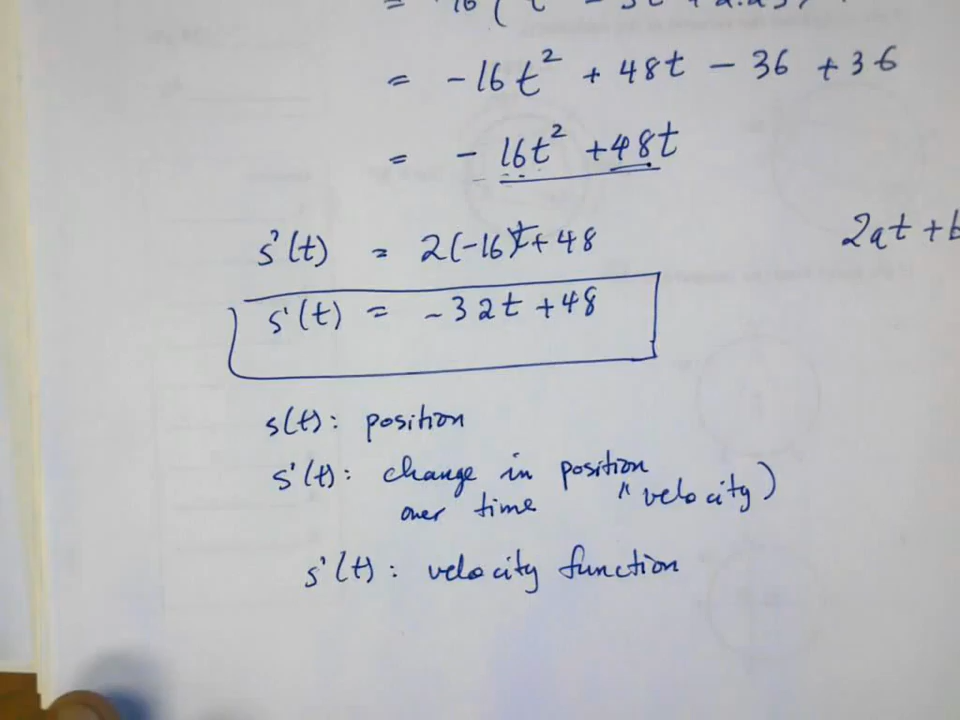 = -16t² + 48t - 36 + 36
= - 16t² + 48t
s'(t) = 2(-16)t + 48
2at + b
s'(t) = -32t + 48
s(t): position
s'(t): change in position
over time "velocity)
s'(t): velocity function